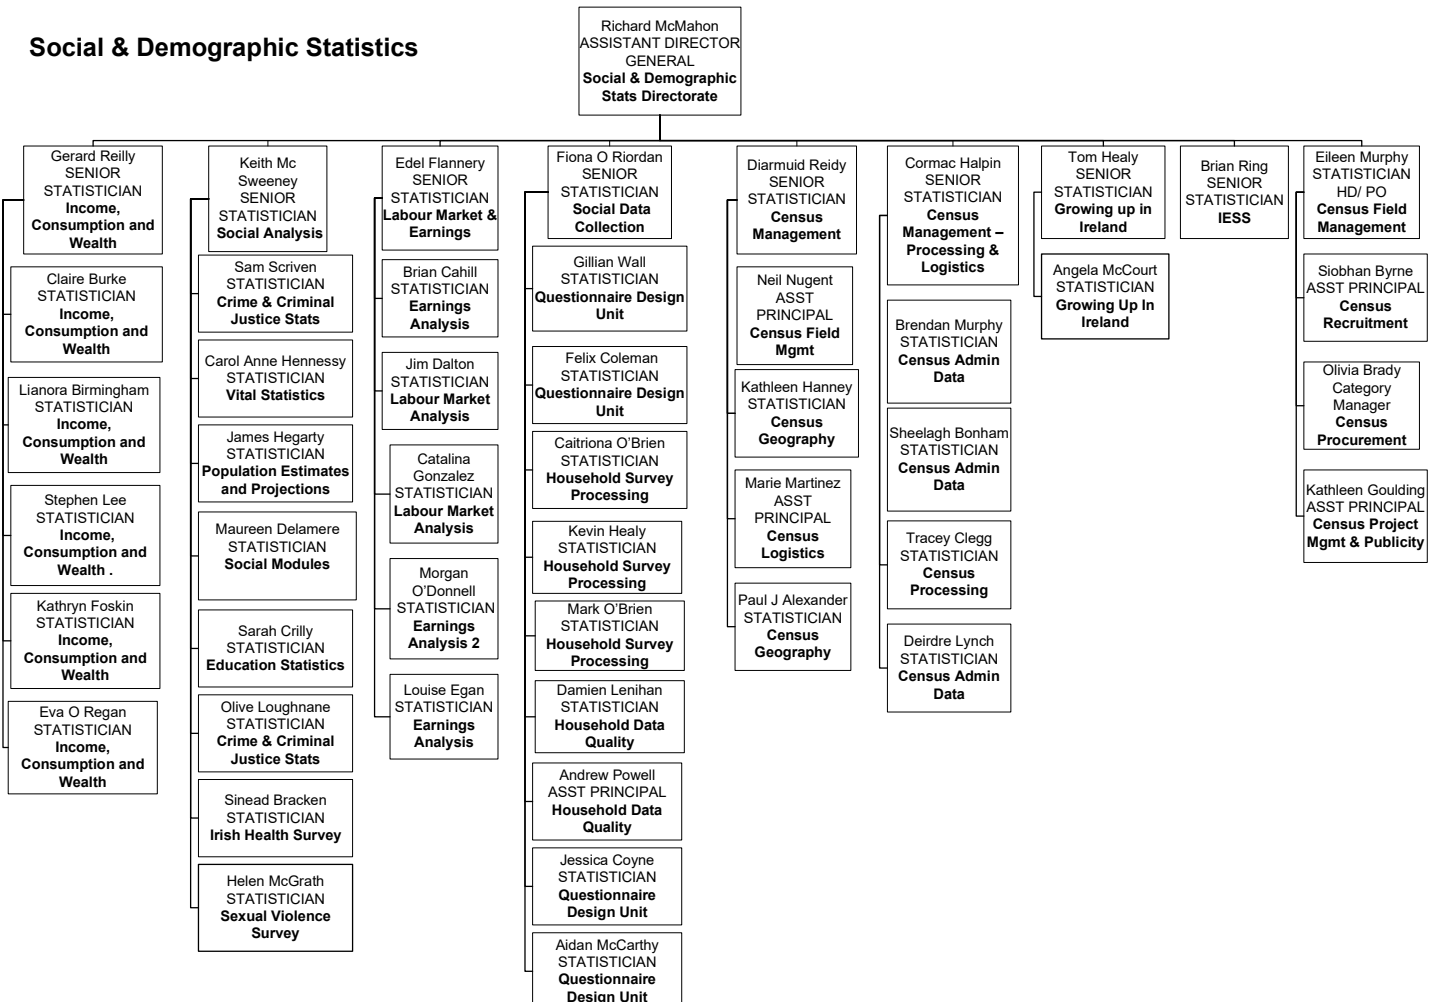 Social & Demographic Statistics
Richard McMahon
ASSISTANT DIRECTOR
GENERAL
Social & Demographic
Stats Directorate
Gerard Reilly
SENIOR
STATISTICIAN
Income,
Consumption and
Wealth
Claire Burke
STATISTICIAN
Income,
Consumption and
Wealth
Lianora Birmingham
STATISTICIAN
Income,
Consumption and
Wealth
Stephen Lee
STATISTICIAN
Income,
Consumption and
Wealth .
Kathryn Foskin
STATISTICIAN
Income,
Consumption and
Wealth
Eva O Regan
STATISTICIAN
Income,
Consumption and
Wealth
Keith Mc
Sweeney
SENIOR
STATISTICIAN
Social Analysis
Sam Scriven
STATISTICIAN
Crime & Criminal
Justice Stats
Carol Anne Hennessy
STATISTICIAN
Vital Statistics
James Hegarty
STATISTICIAN
Population Estimates
and Projections
Maureen Delamere
STATISTICIAN
Social Modules
Sarah Crilly
STATISTICIAN
Education Statistics
Olive Loughnane
STATISTICIAN
Crime & Criminal
Justice Stats
Sinead Bracken
STATISTICIAN
Irish Health Survey
Helen McGrath
STATISTICIAN
Sexual Violence
Survey
Edel Flannery
SENIOR
STATISTICIAN
Labour Market &
Earnings
Brian Cahill
STATISTICIAN
Earnings
Analysis
Jim Dalton
STATISTICIAN
Labour Market
Analysis
Catalina
Gonzalez
STATISTICIAN
Labour Market
Analysis
Morgan
O’Donnell
STATISTICIAN
Earnings
Analysis 2
Louise Egan
STATISTICIAN
Earnings
Analysis
Fiona O Riordan
SENIOR
STATISTICIAN
Social Data
Collection
Gillian Wall
STATISTICIAN
Questionnaire Design
Unit
Felix Coleman
STATISTICIAN
Questionnaire Design
Unit
Caitriona O’Brien
STATISTICIAN
Household Survey
Processing
Kevin Healy
STATISTICIAN
Household Survey
Processing
Mark O’Brien
STATISTICIAN
Household Survey
Processing
Damien Lenihan
STATISTICIAN
Household Data
Quality
Andrew Powell
ASST PRINCIPAL
Household Data
Quality
Jessica Coyne
STATISTICIAN
Questionnaire
Design Unit
Aidan McCarthy
STATISTICIAN
Questionnaire
Design Unit
Diarmuid Reidy
SENIOR
STATISTICIAN
Census
Management
Neil Nugent
ASST
PRINCIPAL
Census Field
Mgmt
Kathleen Hanney
STATISTICIAN
Census
Geography
Marie Martinez
ASST
PRINCIPAL
Census
Logistics
Paul J Alexander
STATISTICIAN
Census
Geography
Cormac Halpin
SENIOR
STATISTICIAN
Census
Management –
Processing &
Logistics
Brendan Murphy
STATISTICIAN
Census Admin
Data
Sheelagh Bonham
STATISTICIAN
Census Admin
Data
Tracey Clegg
STATISTICIAN
Census
Processing
Deirdre Lynch
STATISTICIAN
Census Admin
Data
Tom Healy
SENIOR
STATISTICIAN
Growing up in
Ireland
Angela McCourt
STATISTICIAN
Growing Up In
Ireland
Brian Ring
SENIOR
STATISTICIAN
IESS
Eileen Murphy
STATISTICIAN
HD/ PO
Census Field
Management
Siobhan Byrne
ASST PRINCIPAL
Census
Recruitment
Olivia Brady
Category
Manager
Census
Procurement
Kathleen Goulding
ASST PRINCIPAL
Census Project
Mgmt & Publicity